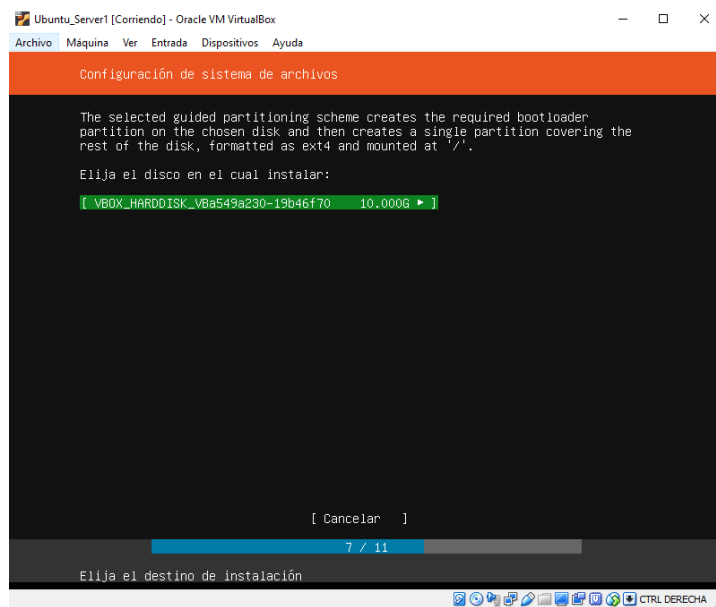 Ubuntu_Server1 [Corriendo] - Oracle VM VirtualBox
Archivo Máquina Ver Entrada Dispositivos Ayuda
Configuración de sistema de archivos
The selected guided partitioning scheme creates the required bootloader
partition on the chosen disk and then creates a single partition covering the
rest of the disk, formatted as ext4 and mounted at '/'.
Elija el disco en el cual instalar:
[ VBOX_HARDDISK_VBa549a230-19b46f70 10.000G ▸ ]
[ Cancelar ]
7 / 11
Elija el destino de instalación
CTRL DERECHA